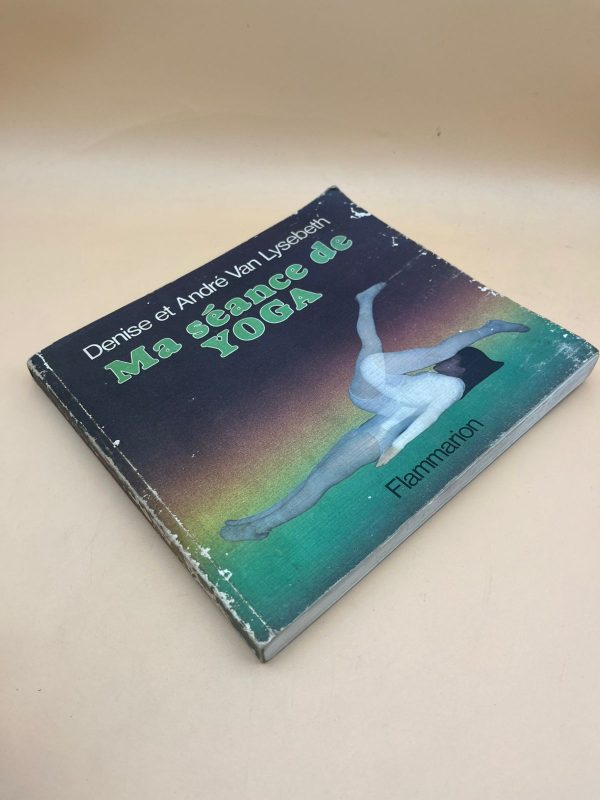 Denise et André Van Lysebeth
Ma séance de
YOGA
Flammarion